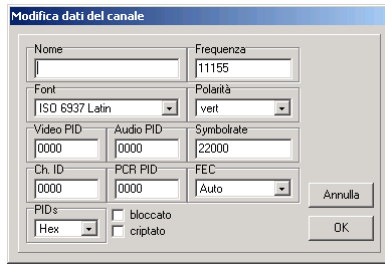 Modifica dati del canale
Nome Frequenza
11155
Font Polarità
ISO 6937 Latin vert
Video PID Audio PID Symbolrate
0000 0000 22000
Ch. ID PCR PID FEC
0000 0000 Auto
Annulla
PIDs bloccato
Hex criptato OK